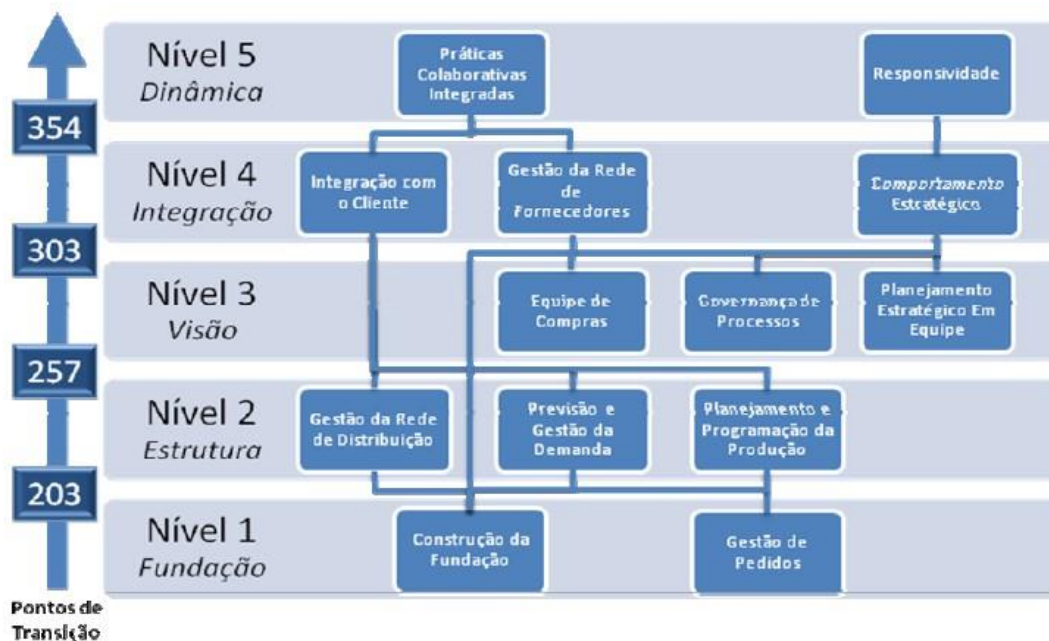 Nível 5
Dinâmica
Práticas
Colaborativas
Integradas
Responsividade
354
Nível 4
Integração
Integração com
o Cliente
Gestão da Rede
de
Fornecedores
Comportamento
Estratégico
303
Nível 3
Visão
Equipe de
Compras
Governança de
Processos
Planejamento
Estratégico Em
Equipe
257
Nível 2
Estrutura
Gestão da Rede
de Distribuição
Previsão e
Gestão da
Demanda
Planejamento e
Programação da
Produção
203
Nível 1
Fundação
Construção da
Fundação
Gestão de
Pedidos
Pontos de
Transição